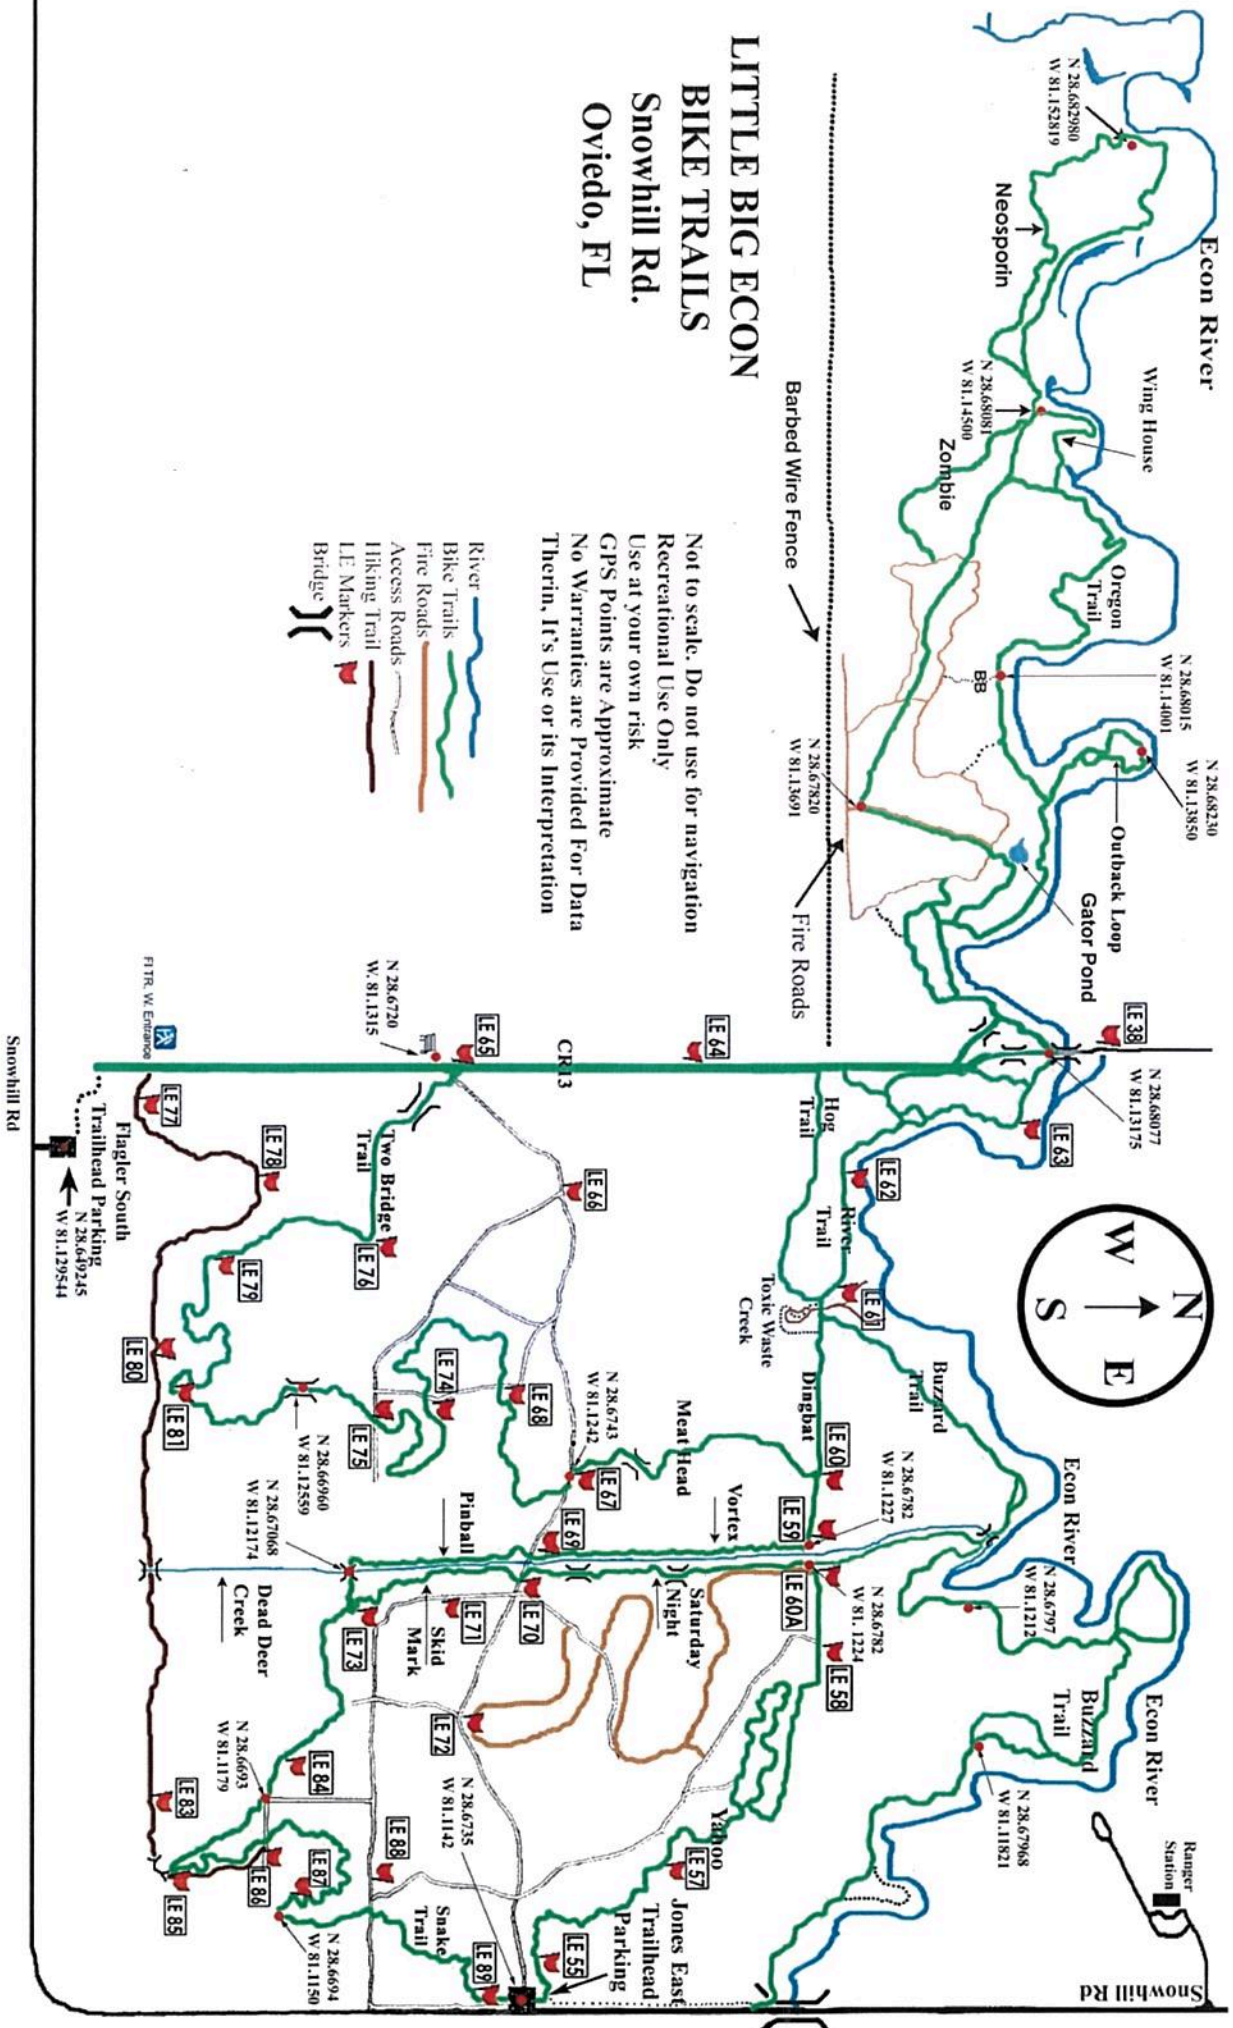 LITTLE BIG ECON
BIKE TRAILS
Snowhill Rd.
Oviedo, FL
Not to scale. Do not use for navigation
Recreational Use Only
Use at your own risk
GPS Points are Approximate
No Warranties are Provided For Data
Therin, It's Use or its Interpretation
River
Bike Trails
Fire Roads
Access Roads
Hiking Trail
LE Markers
Bridge
N 28.682980
W 81.152819
Neosporin
Econ River
Wing House
N 28.68081
W 81.14500
Zombie
Barbed Wire Fence
Oregon
Trail
BB
N 28.68015
W 81.14001
N 28.68230
W 81.13850
Outback Loop
Gator Pond
N 28.67820
W 81.13691
Fire Roads
LE 38
N 28.68077
W 81.13175
LE 63
LE 64
CR13
LE 65
N 28.6720
W. 81.1315
FI TR. W. Entrance
LE 77
Flagler South
Trailhead Parking
N 28.649245
W 81.129544
Snowhill Rd
LE 78
Two Bridge
Trail
LE 76
LE 79
LE 80
LE 81
LE 66
Hog
Trail
LE 62
River
Trail
LE 61
Toxic Waste
Creek
N
W
E
S
Buzzard
Trail
Dingbat
LE 60
Meat Head
N 28.6743
W 81.1242
LE 68
LE 74
LE 75
LE 67
N 28.66960
W 81.12559
N 28.67068
W 81.12174
Pinball
LE 69
Vortex
LE 59
N 28.6782
W 81.1227
Econ River
N 28.6797
W 81.1212
N 28.6782
W 81. 1224
LE 60A
LE 58
Saturday
Night
LE 70
LE 71
Skid
Mark
LE 73
Dead Deer
Creek
LE 72
Buzzard
Trail
Econ River
N 28.67968
W 81.11821
Ranger
Station
Snowhill Rd
Yahoo
LE 57
N 28.6735
W 81.1142
N 28.6693
W 81.1179
LE 84
LE 83
LE 88
LE 87
LE 86
LE 85
N 28.6694
W 81.1150
Snake
Trail
LE 89
LE 55
Jones East
Trailhead
Parking